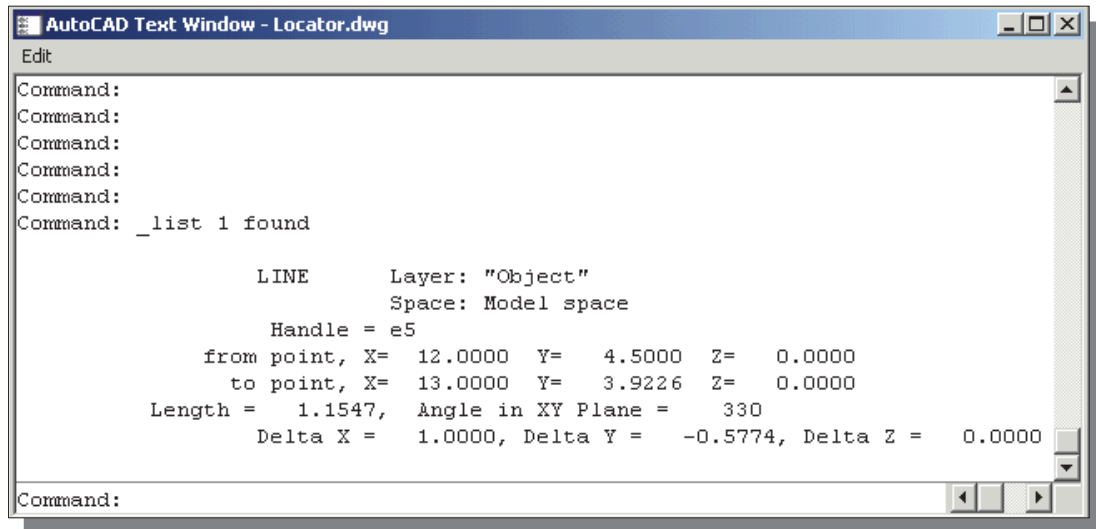 AutoCAD Text Window - Locator.dwg
Edit
Command:
Command:
Command:
Command:
Command:
Command: _list 1 found
LINE Layer: "Object"
Space: Model space
Handle = e5
from point, X= 12.0000 Y= 4.5000 Z= 0.0000
to point, X= 13.0000 Y= 3.9226 Z= 0.0000
Length = 1.1547, Angle in XY Plane = 330
Delta X = 1.0000, Delta Y = -0.5774, Delta Z = 0.0000
Command: